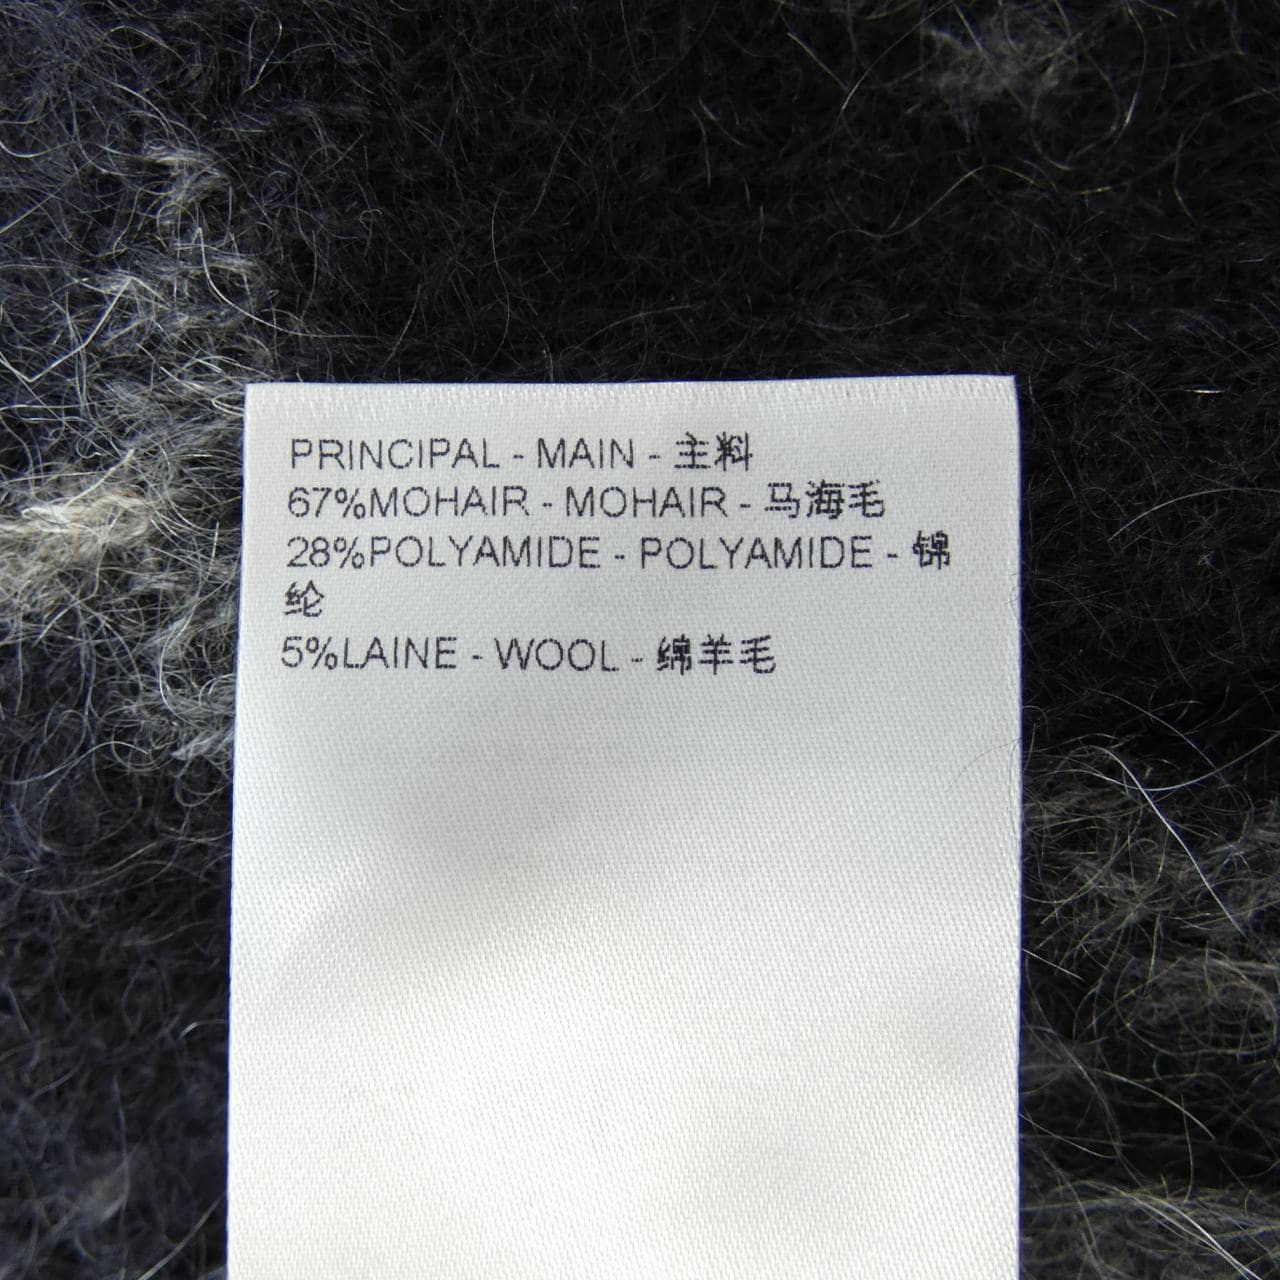 PRINCIPAL - MAIN - 主料
67%MOHAIR - MOHAIR - 马海毛
28%POLYAMIDE - POLYAMIDE - 锦
纶
5%LAINE - WOOL - 绵羊毛